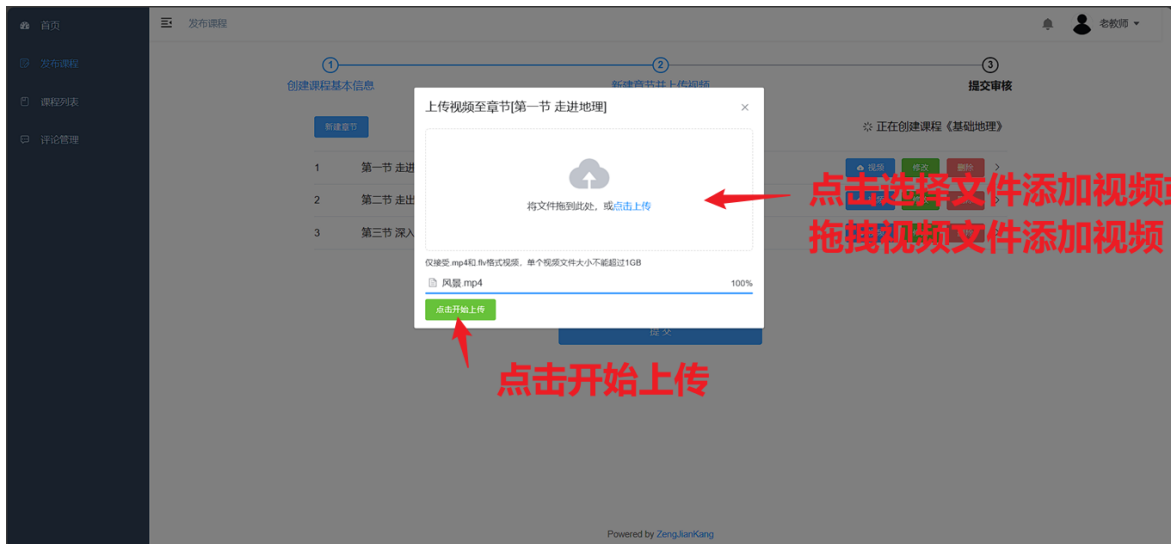 首页
发布课程
老教师
发布课程
1
2
3
创建课程基本信息
新建章节并上传视频
提交审核
课程列表
评论管理
新建章节
正在创建课程《基础地理》
上传视频至章节[第一节 走进地理]
1 第一节 走进
视频 修改 删除
2 第二节 走出
3 第三节 深入
将文件拖到此处，或点击上传
点击选择文件添加视频或
拖拽视频文件添加视频
仅接受.mp4和.flv格式视频，单个视频文件大小不能超过1GB
风景.mp4 100%
点击开始上传
提交
点击开始上传
Powered by ZengJianKang